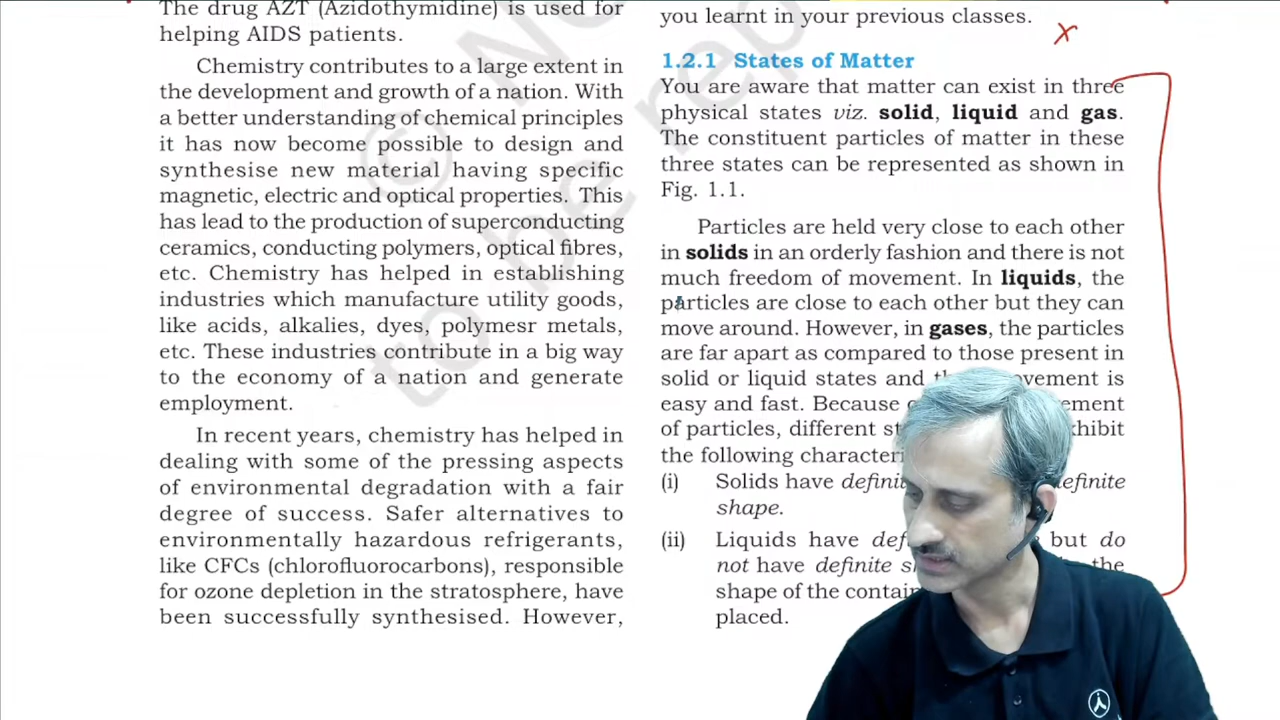 The drug AZT (Azidothymidine) is used for
helping AIDS patients.
Chemistry contributes to a large extent in
the development and growth of a nation. With
a better understanding of chemical principles
it has now become possible to design and
synthesise new material having specific
magnetic, electric and optical properties. This
has lead to the production of superconducting
ceramics, conducting polymers, optical fibres,
etc. Chemistry has helped in establishing
industries which manufacture utility goods,
like acids, alkalies, dyes, polymesr metals,
etc. These industries contribute in a big way
to the economy of a nation and generate
employment.
In recent years, chemistry has helped in
dealing with some of the pressing aspects
of environmental degradation with a fair
degree of success. Safer alternatives to
environmentally hazardous refrigerants,
like CFCs (chlorofluorocarbons), responsible
for ozone depletion in the stratosphere, have
been successfully synthesised. However,
you learnt in your previous classes.
x
1.2.1 States of Matter
You are aware that matter can exist in three
physical states viz. solid, liquid and gas.
The constituent particles of matter in these
three states can be represented as shown in
Fig. 1.1.
Particles are held very close to each other
in solids in an orderly fashion and there is not
much freedom of movement. In liquids, the
particles are close to each other but they can
move around. However, in gases, the particles
are far apart as compared to those present in
solid or liquid states and is
easy and fast. Because
of particles, different
the following
(i) Solids have
shape.
(ii) Liquids have but do
not have definite the
shape of the
placed.
© to be